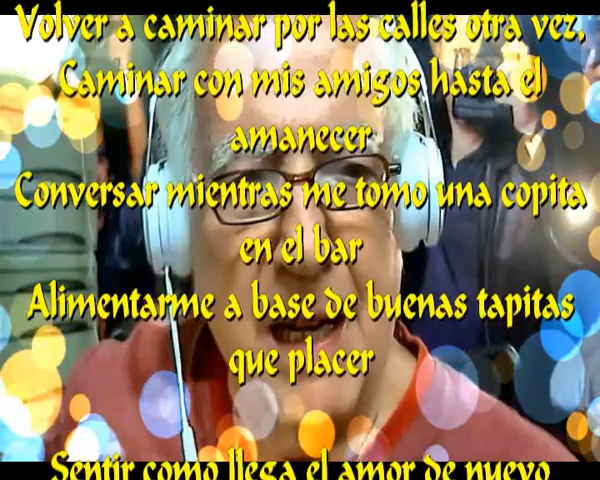 Volver a caminar por las calles otra vez,
Caminar con mis amigos hasta el
amanecer
Conversar mientras me tomo una copita
en el bar
Alimentarme a base de buenas tapitas
que placer
Sentir como llega el amor de nuevo